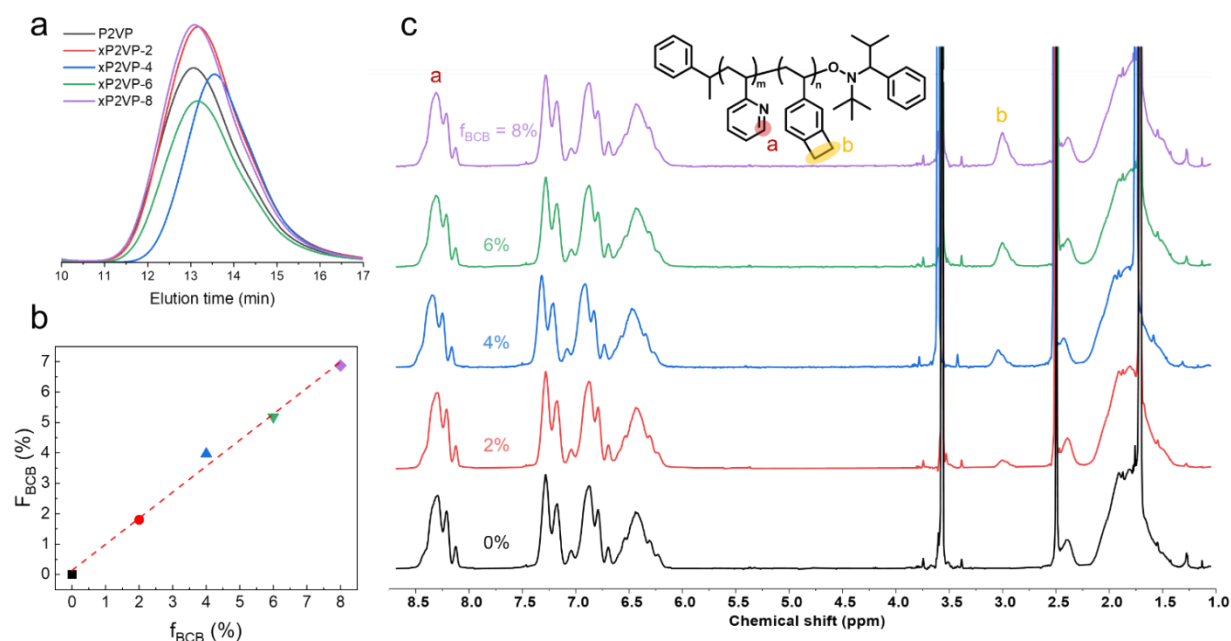 a
P2VP
xP2VP-2
xP2VP-4
xP2VP-6
xP2VP-8
10 11 12 13 14 15 16 17
Elution time (min)
b
7
6
5
4
3
2
1
0
F_BCB (%)
0 1 2 3 4 5 6 7 8
f_BCB (%)
c
a
f_BCB = 8%
m
n
O
N
N
a
b
b
6%
4%
2%
0%
8.5 8.0 7.5 7.0 6.5 6.0 5.5 5.0 4.5 4.0 3.5 3.0 2.5 2.0 1.5 1.0
Chemical shift (ppm)